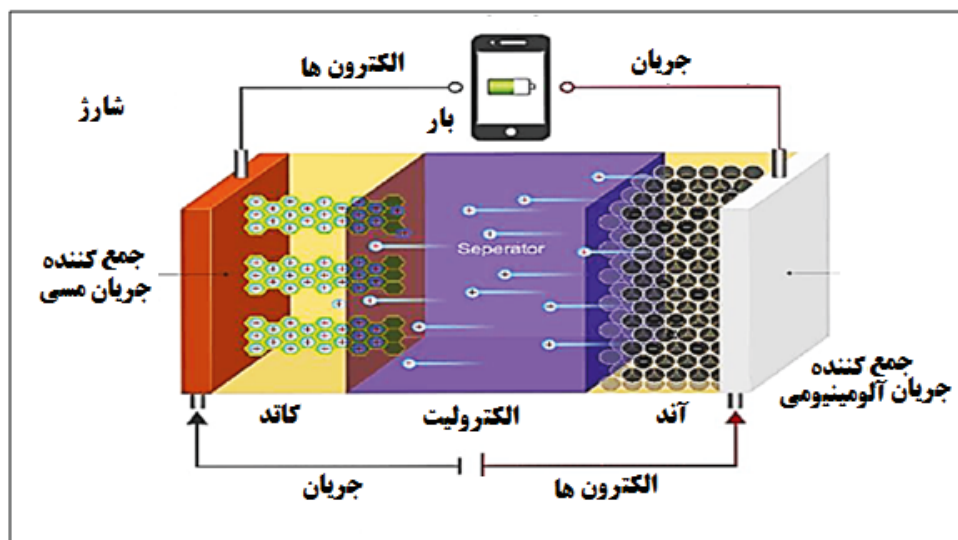 الکترون ها
جریان
شارژ
بار
Seperator
جمع کننده
جریان مسی
جمع کننده
جریان آلومینیومی
کاتد
الکترولیت
آند
جریان
الکترون ها